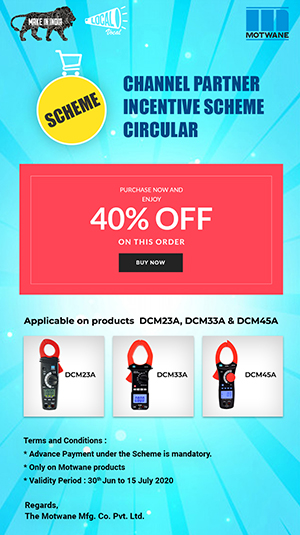 MAKE IN INDIA
LOCAL
Vocal
MOTWANE
SCHEME
CHANNEL PARTNER
INCENTIVE SCHEME
CIRCULAR
PURCHASE NOW AND
ENJOY
40% OFF
ON THIS ORDER
BUY NOW
Applicable on products DCM23A, DCM33A & DCM45A
DCM23A
DCM33A
DCM45A
Terms and Conditions :
* Advance Payment under the Scheme is mandatory.
* Only on Motwane products
* Validity Period : 30th Jun to 15 July 2020
Regards,
The Motwane Mfg. Co. Pvt. Ltd.